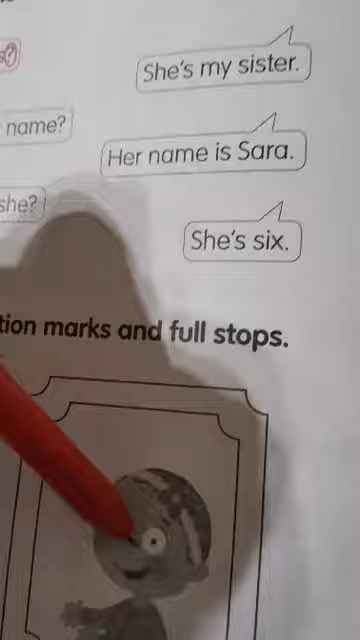 She's my sister.
name?
Her name is Sara.
she?
She's six.
tion marks and full stops.